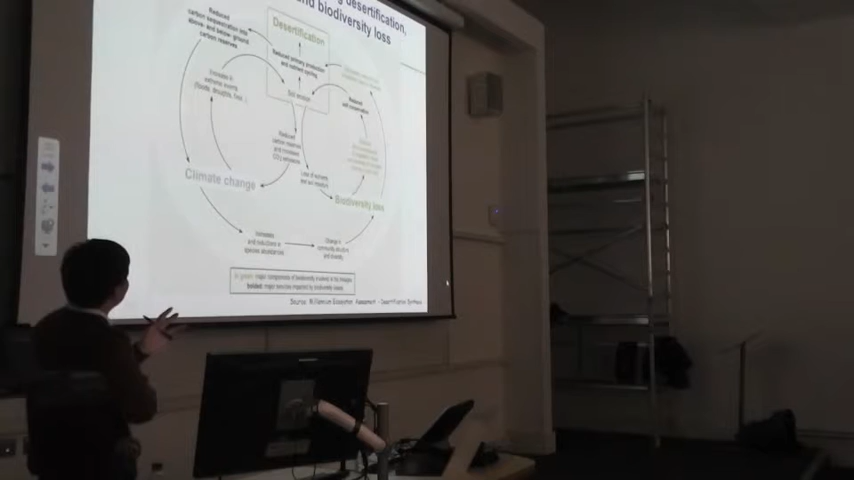 desertification,
nd biodiversity loss
Reduced
carbon sequestration into
above- and below-ground
carbon reserves
Desertification
Reduced primary production
and nutrient cycling
Increase in
extreme events
Soil erosion
Reduced
soil conservation
Reduced
carbon reserves
and increased
CO2 emissions
Climate change
Loss of nutrients
and soil moisture
Biodiversity loss
Increases
and reductions in
species abundances
Change in
community structure
and diversity
in green: major components of biodiversity involved in the linkages
bolded: major services impacted by biodiversity losses
Source: Millennium Ecosystem Assessment - Desertification Synthesis